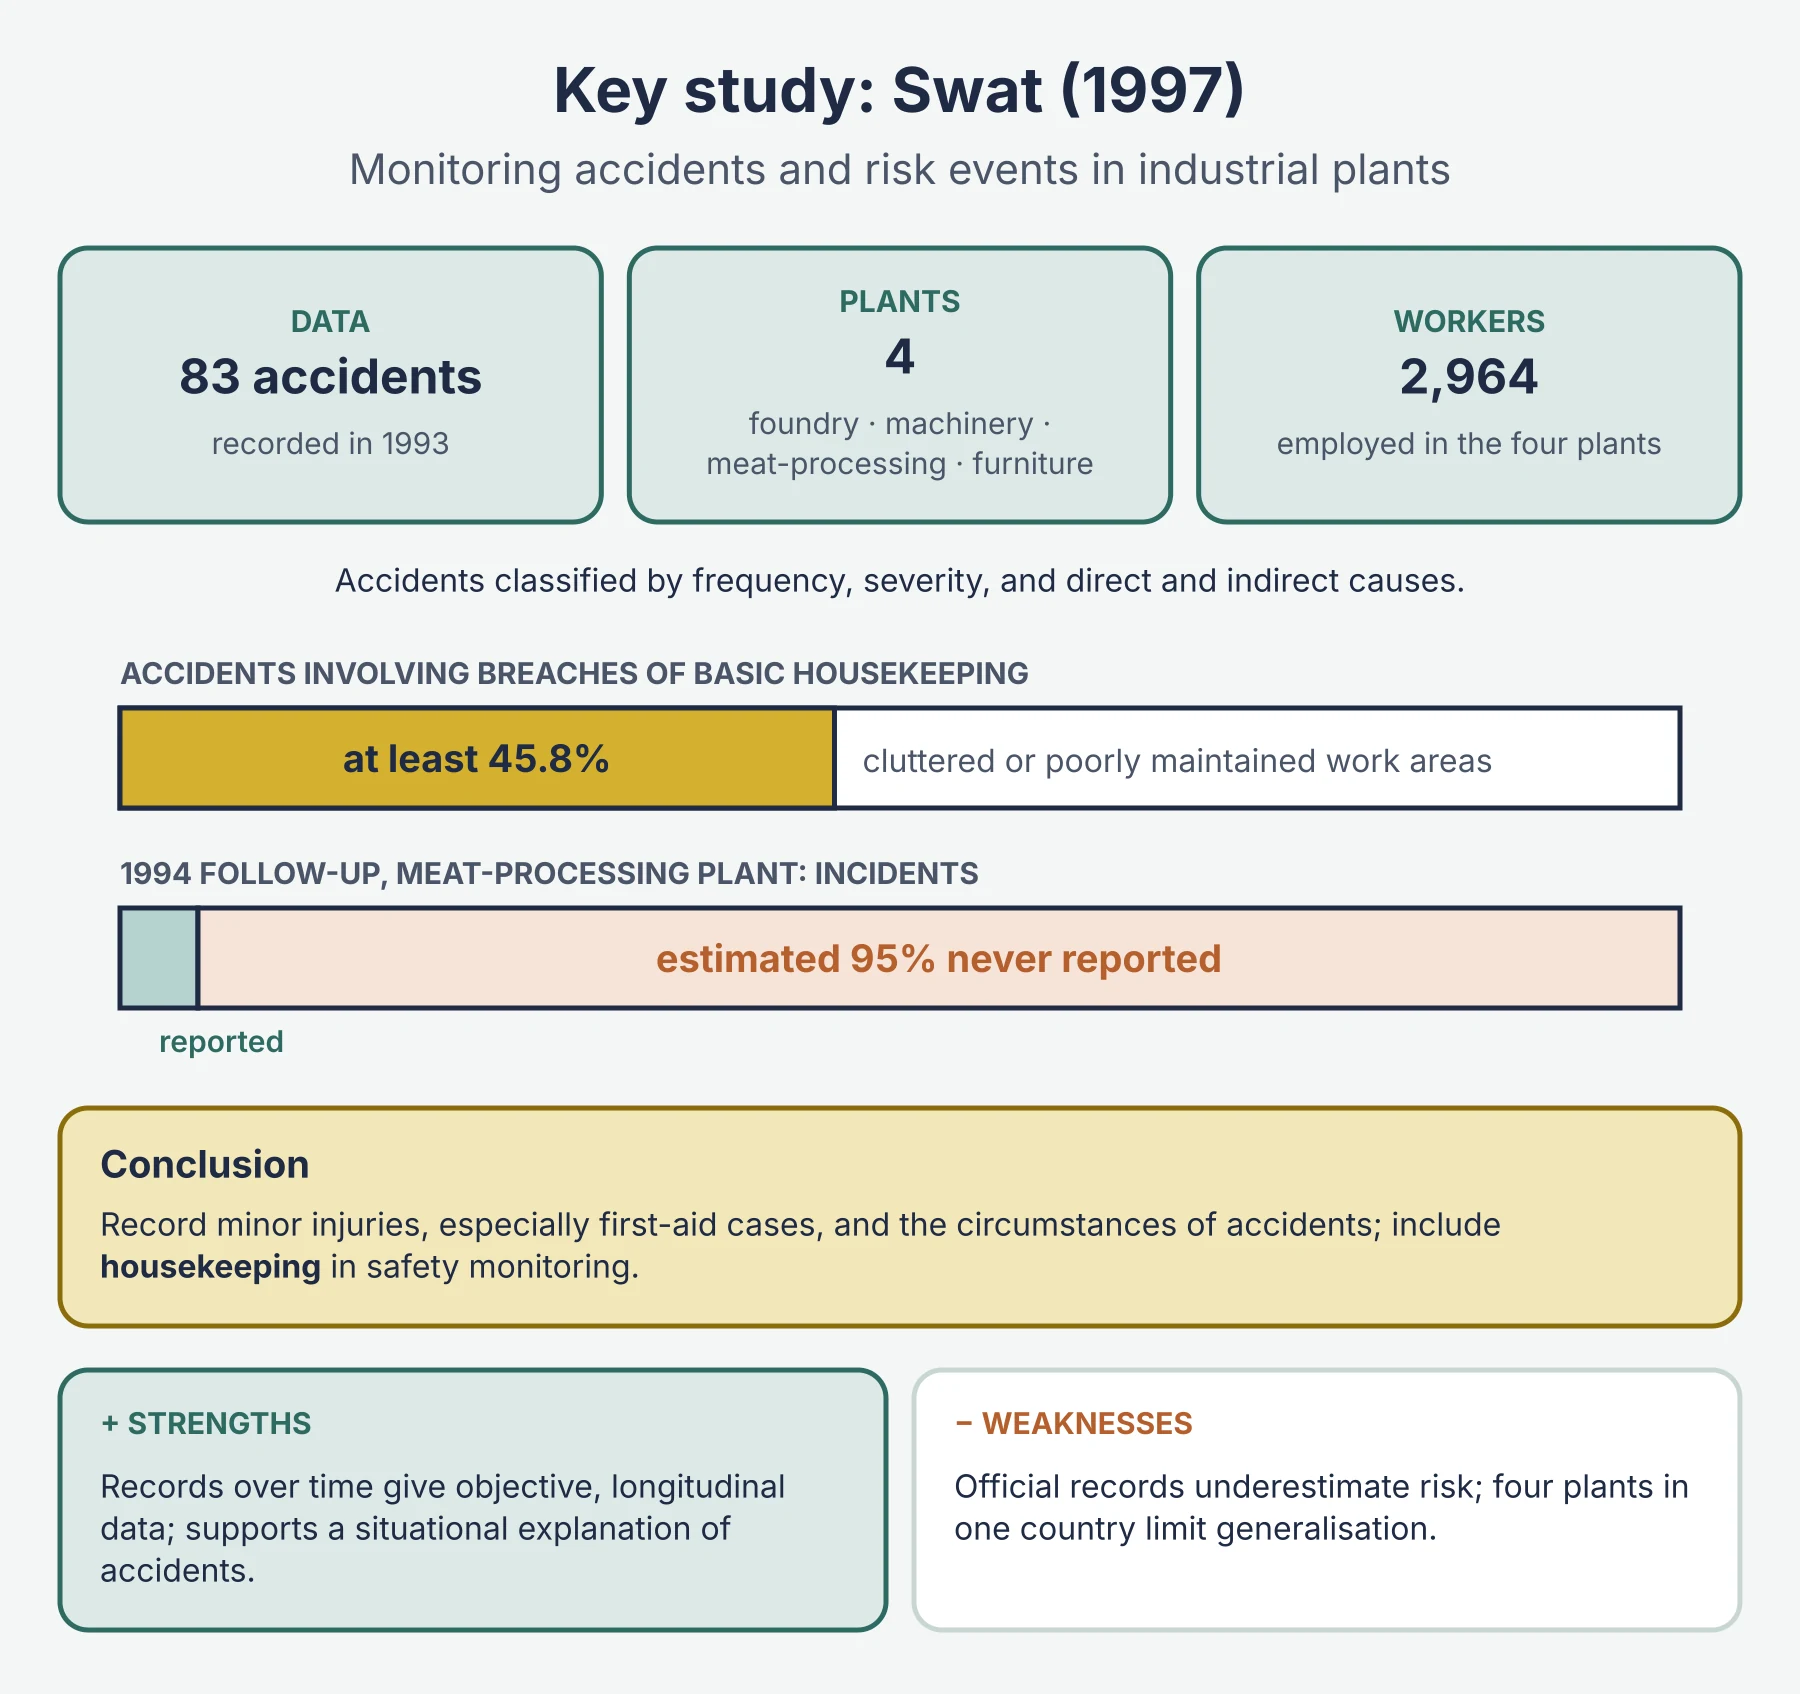 Key study: Swat (1997)
Monitoring accidents and risk events in industrial plants
DATA
83 accidents
recorded in 1993
PLANTS
4
foundry · machinery ·
meat-processing · furniture
WORKERS
2,964
employed in the four plants
Accidents classified by frequency, severity, and direct and indirect causes.
ACCIDENTS INVOLVING BREACHES OF BASIC HOUSEKEEPING
at least 45.8%
cluttered or poorly maintained work areas
1994 FOLLOW-UP, MEAT-PROCESSING PLANT: INCIDENTS
estimated 95% never reported
reported
Conclusion
Record minor injuries, especially first-aid cases, and the circumstances of accidents; include
housekeeping in safety monitoring.
+ STRENGTHS
Records over time give objective, longitudinal
data; supports a situational explanation of
accidents.
− WEAKNESSES
Official records underestimate risk; four plants in
one country limit generalisation.